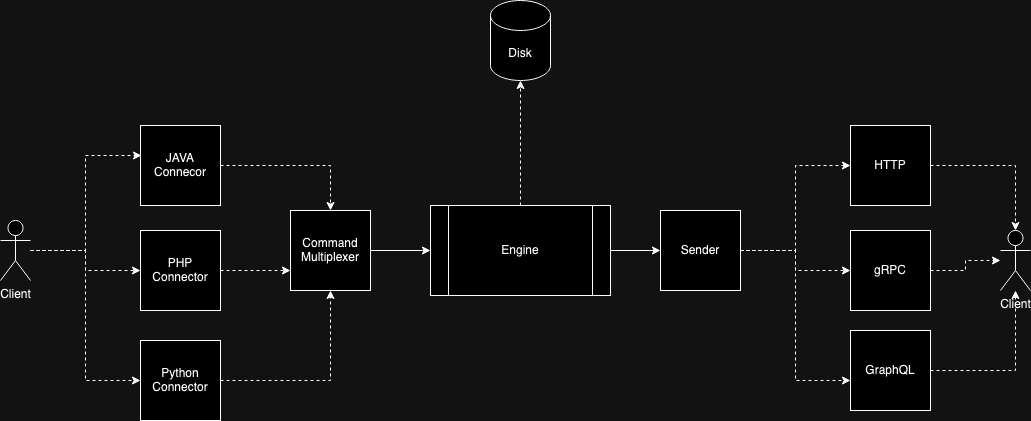 Disk
JAVA
Connecor
HTTP
Command
Multiplexer
Engine
Sender
PHP
Connector
gRPC
Client
Client
Python
Connector
GraphQL